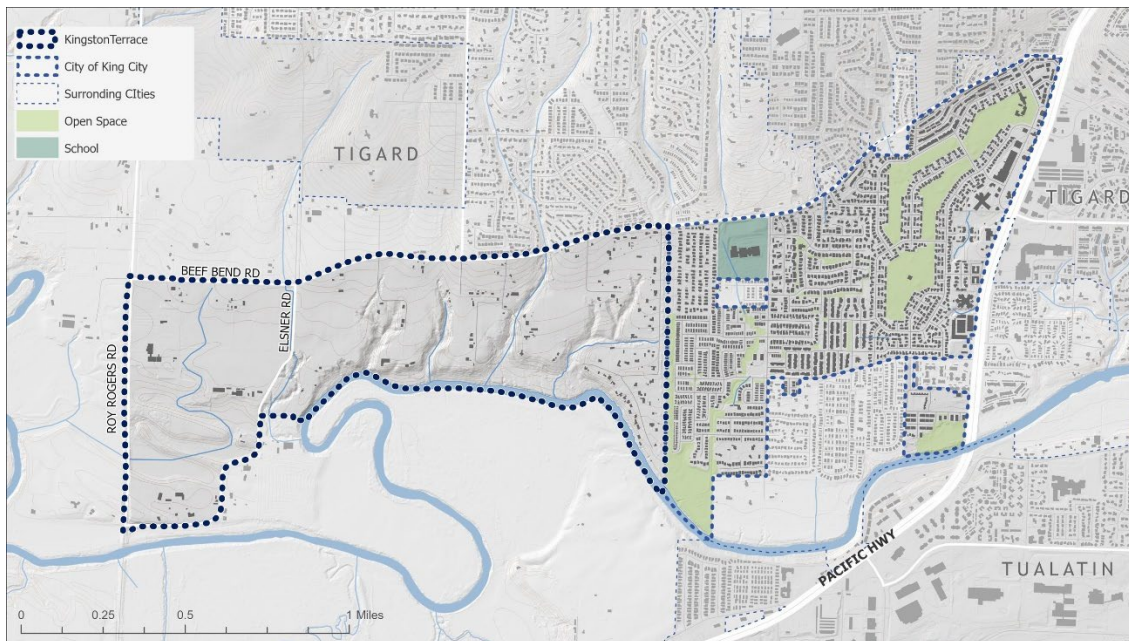 KingstonTerrace
City of King City
Surronding CIties
Open Space
School
TIGARD
TIGARD
BEEF BEND RD
ELSNER RD
ROY ROGERS RD
PACIFIC HWY
TUALATIN
0 0.25 0.5 1 Miles